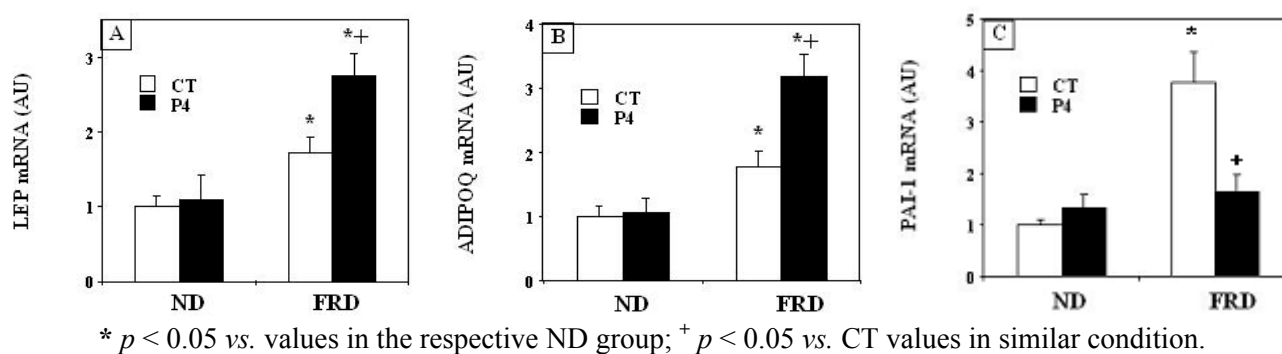 A
LEP mRNA (AU)
3
2
1
0
CT
P4
*
*+
ND
FRD
B
ADIPOQ mRNA (AU)
4
3
2
1
0
CT
P4
*
*+
ND
FRD
C
PAI-1 mRNA (AU)
5
4
3
2
1
0
CT
P4
*
+
ND
FRD
* p < 0.05 vs. values in the respective ND group; + p < 0.05 vs. CT values in similar condition.